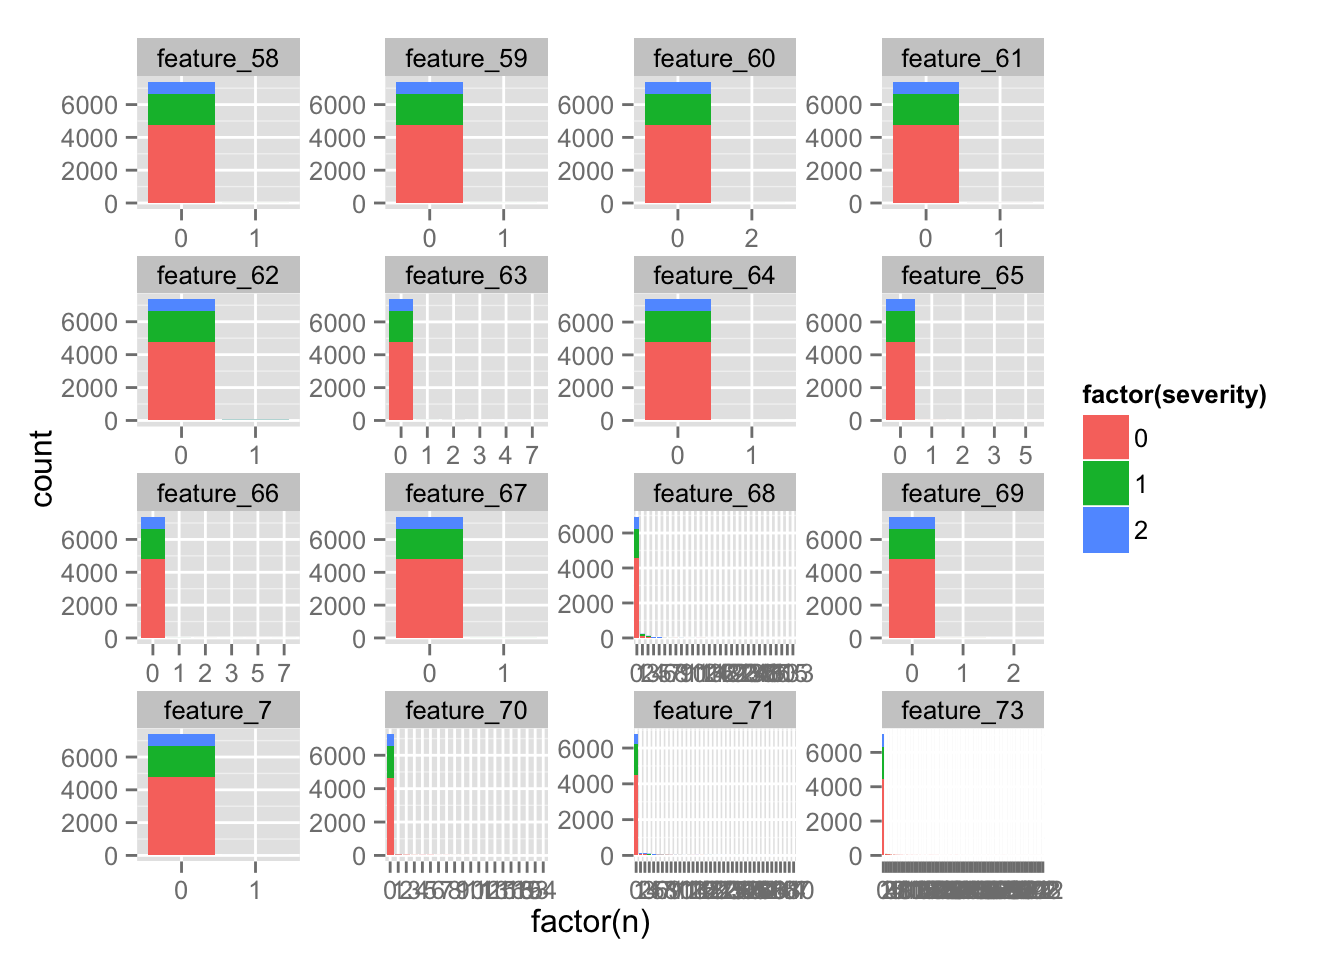 feature_58 feature_59 feature_60 feature_61
6000 6000 6000 6000
4000 4000 4000 4000
2000 2000 2000 2000
0 0 0 0
0 1 0 1 0 2 0 1
feature_62 feature_63 feature_64 feature_65
6000 6000 6000 6000
4000 4000 4000 4000
2000 2000 2000 2000
0 0 0 0
0 1 0 1 2 3 4 7 0 1 0 1 2 3 5
feature_66 feature_67 feature_68 feature_69
6000 6000 6000 6000
4000 4000 4000 4000
2000 2000 2000 2000
0 0 0 0
0 1 2 3 5 7 0 1 0 1 2
feature_7 feature_70 feature_71 feature_73
6000 6000 6000 6000
4000 4000 4000 4000
2000 2000 2000 2000
0 0 0 0
0 1
factor(n)
count
factor(severity)
0
1
2